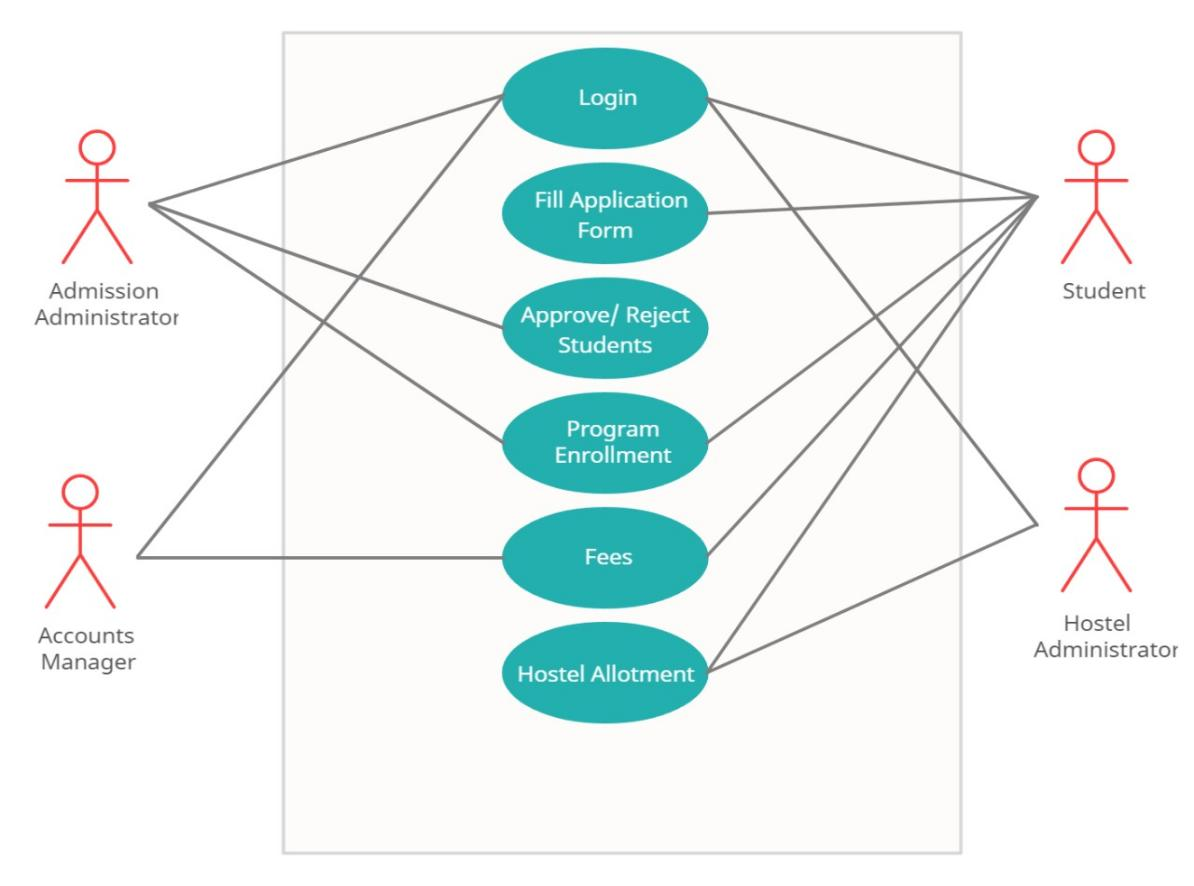 Login
Fill Application
Form
Approve/ Reject
Students
Program
Enrollment
Fees
Hostel Allotment
Admission
Administrator
Accounts
Manager
Student
Hostel
Administrator